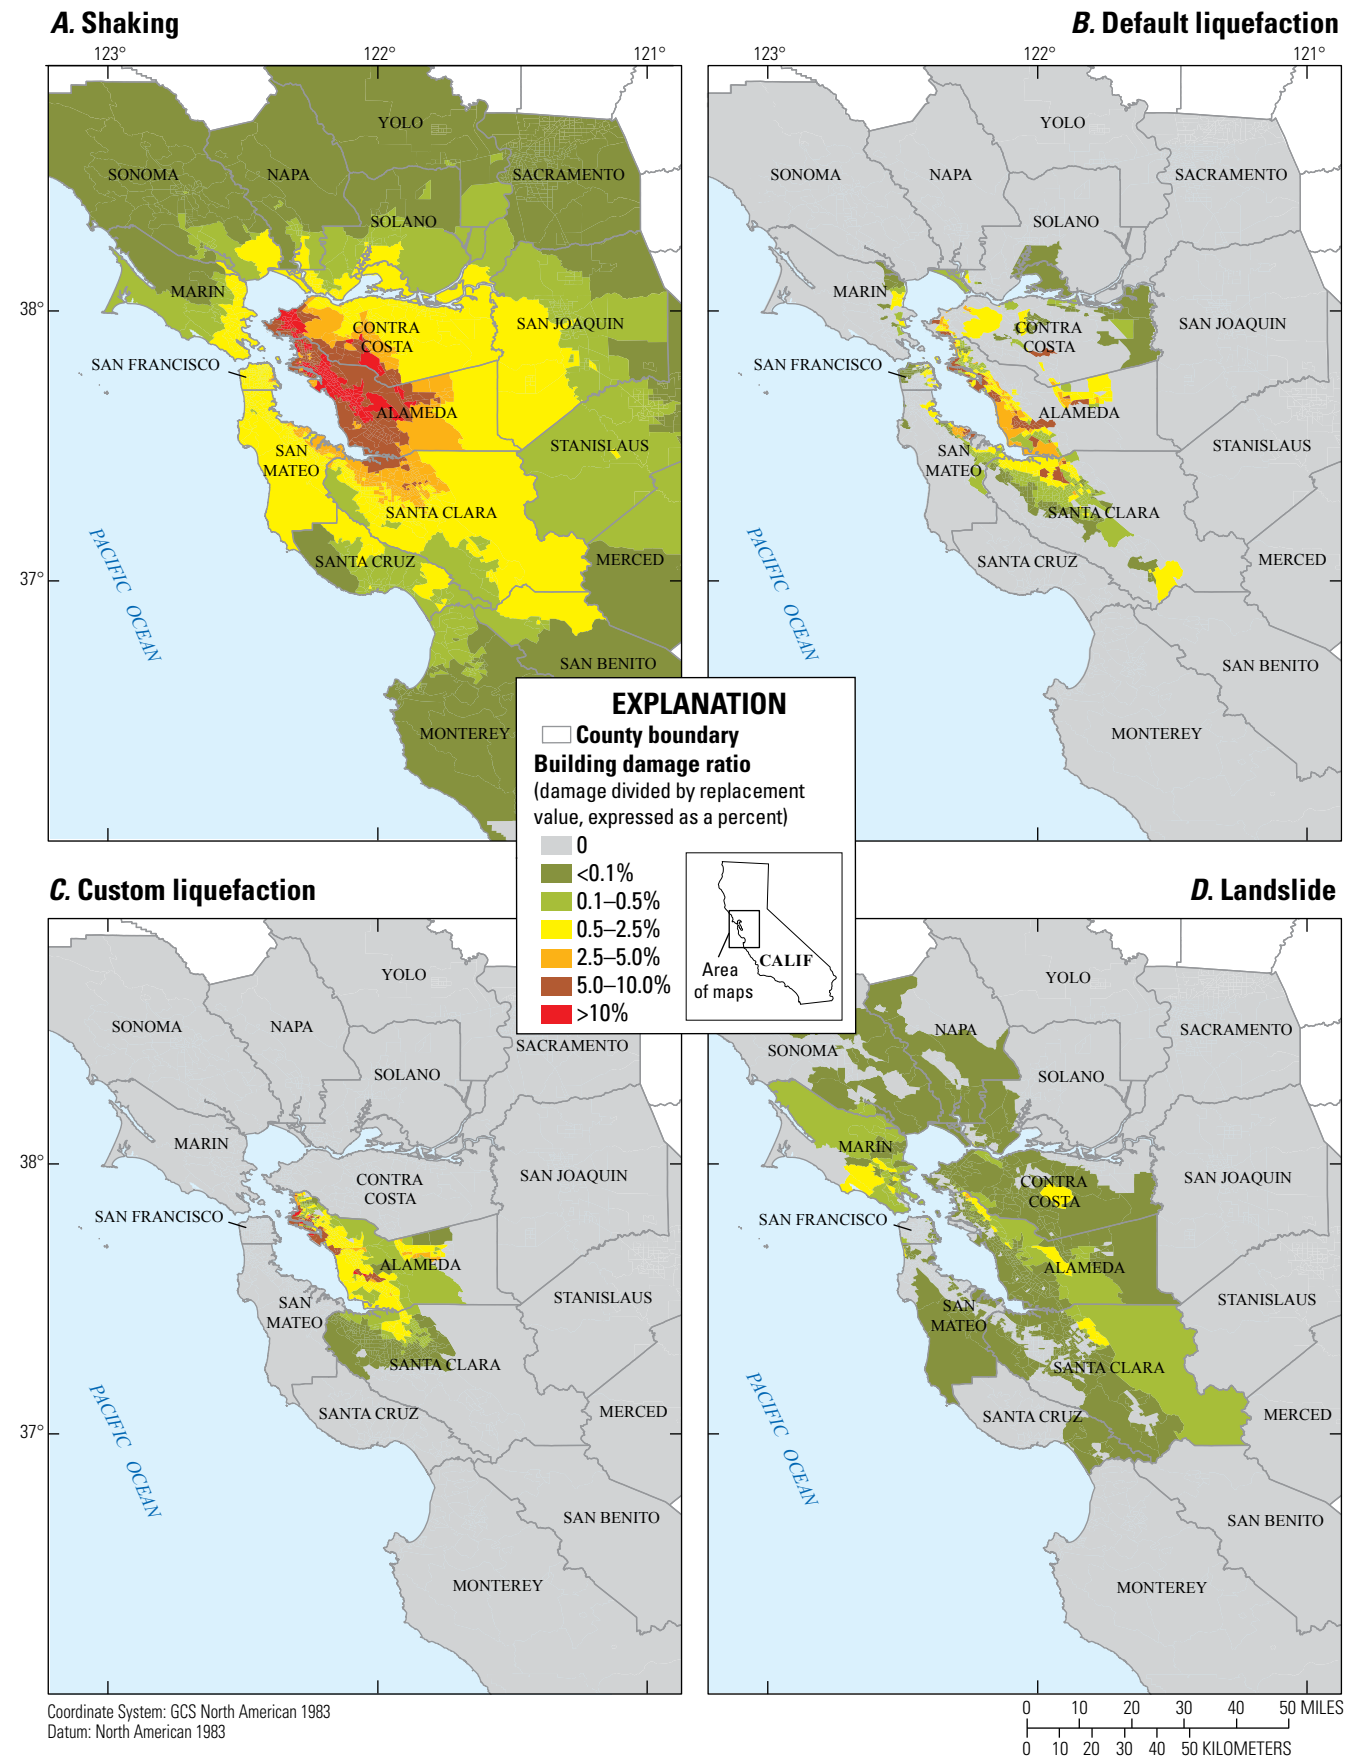 A. Shaking
B. Default liquefaction
123°
122°
121°
123°
122°
121°
38°
37°
YOLO
SONOMA
NAPA
SACRAMENTO
SOLANO
MARIN
CONTRA
COSTA
SAN JOAQUIN
SAN FRANCISCO
ALAMEDA
STANISLAUS
SAN
MATEO
SANTA CLARA
SANTA CRUZ
MERCED
PACIFIC OCEAN
SAN BENITO
MONTEREY
YOLO
SONOMA
NAPA
SACRAMENTO
SOLANO
MARIN
CONTRA
COSTA
SAN JOAQUIN
SAN FRANCISCO
ALAMEDA
STANISLAUS
SAN
MATEO
SANTA CLARA
SANTA CRUZ
MERCED
PACIFIC OCEAN
SAN BENITO
MONTEREY
EXPLANATION
County boundary
Building damage ratio
(damage divided by replacement
value, expressed as a percent)
0
<0.1%
0.1–0.5%
0.5–2.5%
2.5–5.0%
5.0–10.0%
>10%
CALIF
Area
of maps
C. Custom liquefaction
D. Landslide
38°
37°
YOLO
SONOMA
NAPA
SACRAMENTO
SOLANO
MARIN
CONTRA
COSTA
SAN JOAQUIN
SAN FRANCISCO
ALAMEDA
STANISLAUS
SAN
MATEO
SANTA CLARA
SANTA CRUZ
MERCED
PACIFIC OCEAN
SAN BENITO
MONTEREY
YOLO
NAPA
SACRAMENTO
SONOMA
SOLANO
MARIN
CONTRA
COSTA
SAN JOAQUIN
SAN FRANCISCO
ALAMEDA
STANISLAUS
SAN
MATEO
SANTA CLARA
SANTA CRUZ
MERCED
PACIFIC OCEAN
SAN BENITO
MONTEREY
Coordinate System: GCS North American 1983
Datum: North American 1983
0 10 20 30 40 50 MILES
0 10 20 30 40 50 KILOMETERS